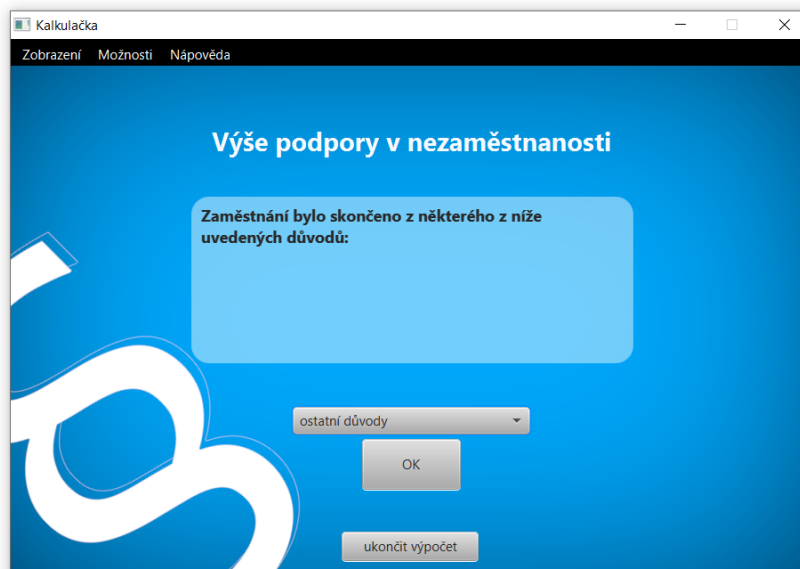 Kalkulačka
Zobrazení Možnosti Nápověda
Výše podpory v nezaměstnanosti
Zaměstnání bylo skončeno z některého z níže
uvedených důvodů:
ostatní důvody
OK
ukončit výpočet